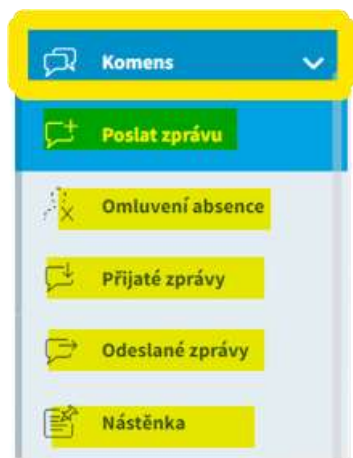 Komens
Poslat zprávu
Omluvení absence
Přijaté zprávy
Odeslané zprávy
Nástěnka